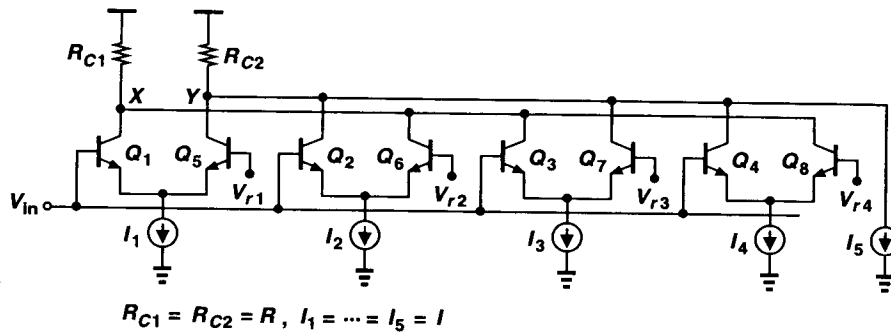 R_C1 R_C2
X Y
Q_1 Q_5 Q_2 Q_6 Q_3 Q_7 Q_4 Q_8
V_r1 V_r2 V_r3 V_r4
V_in
I_1 I_2 I_3 I_4 I_5
R_C1 = R_C2 = R , I_1 = ··· = I_5 = I